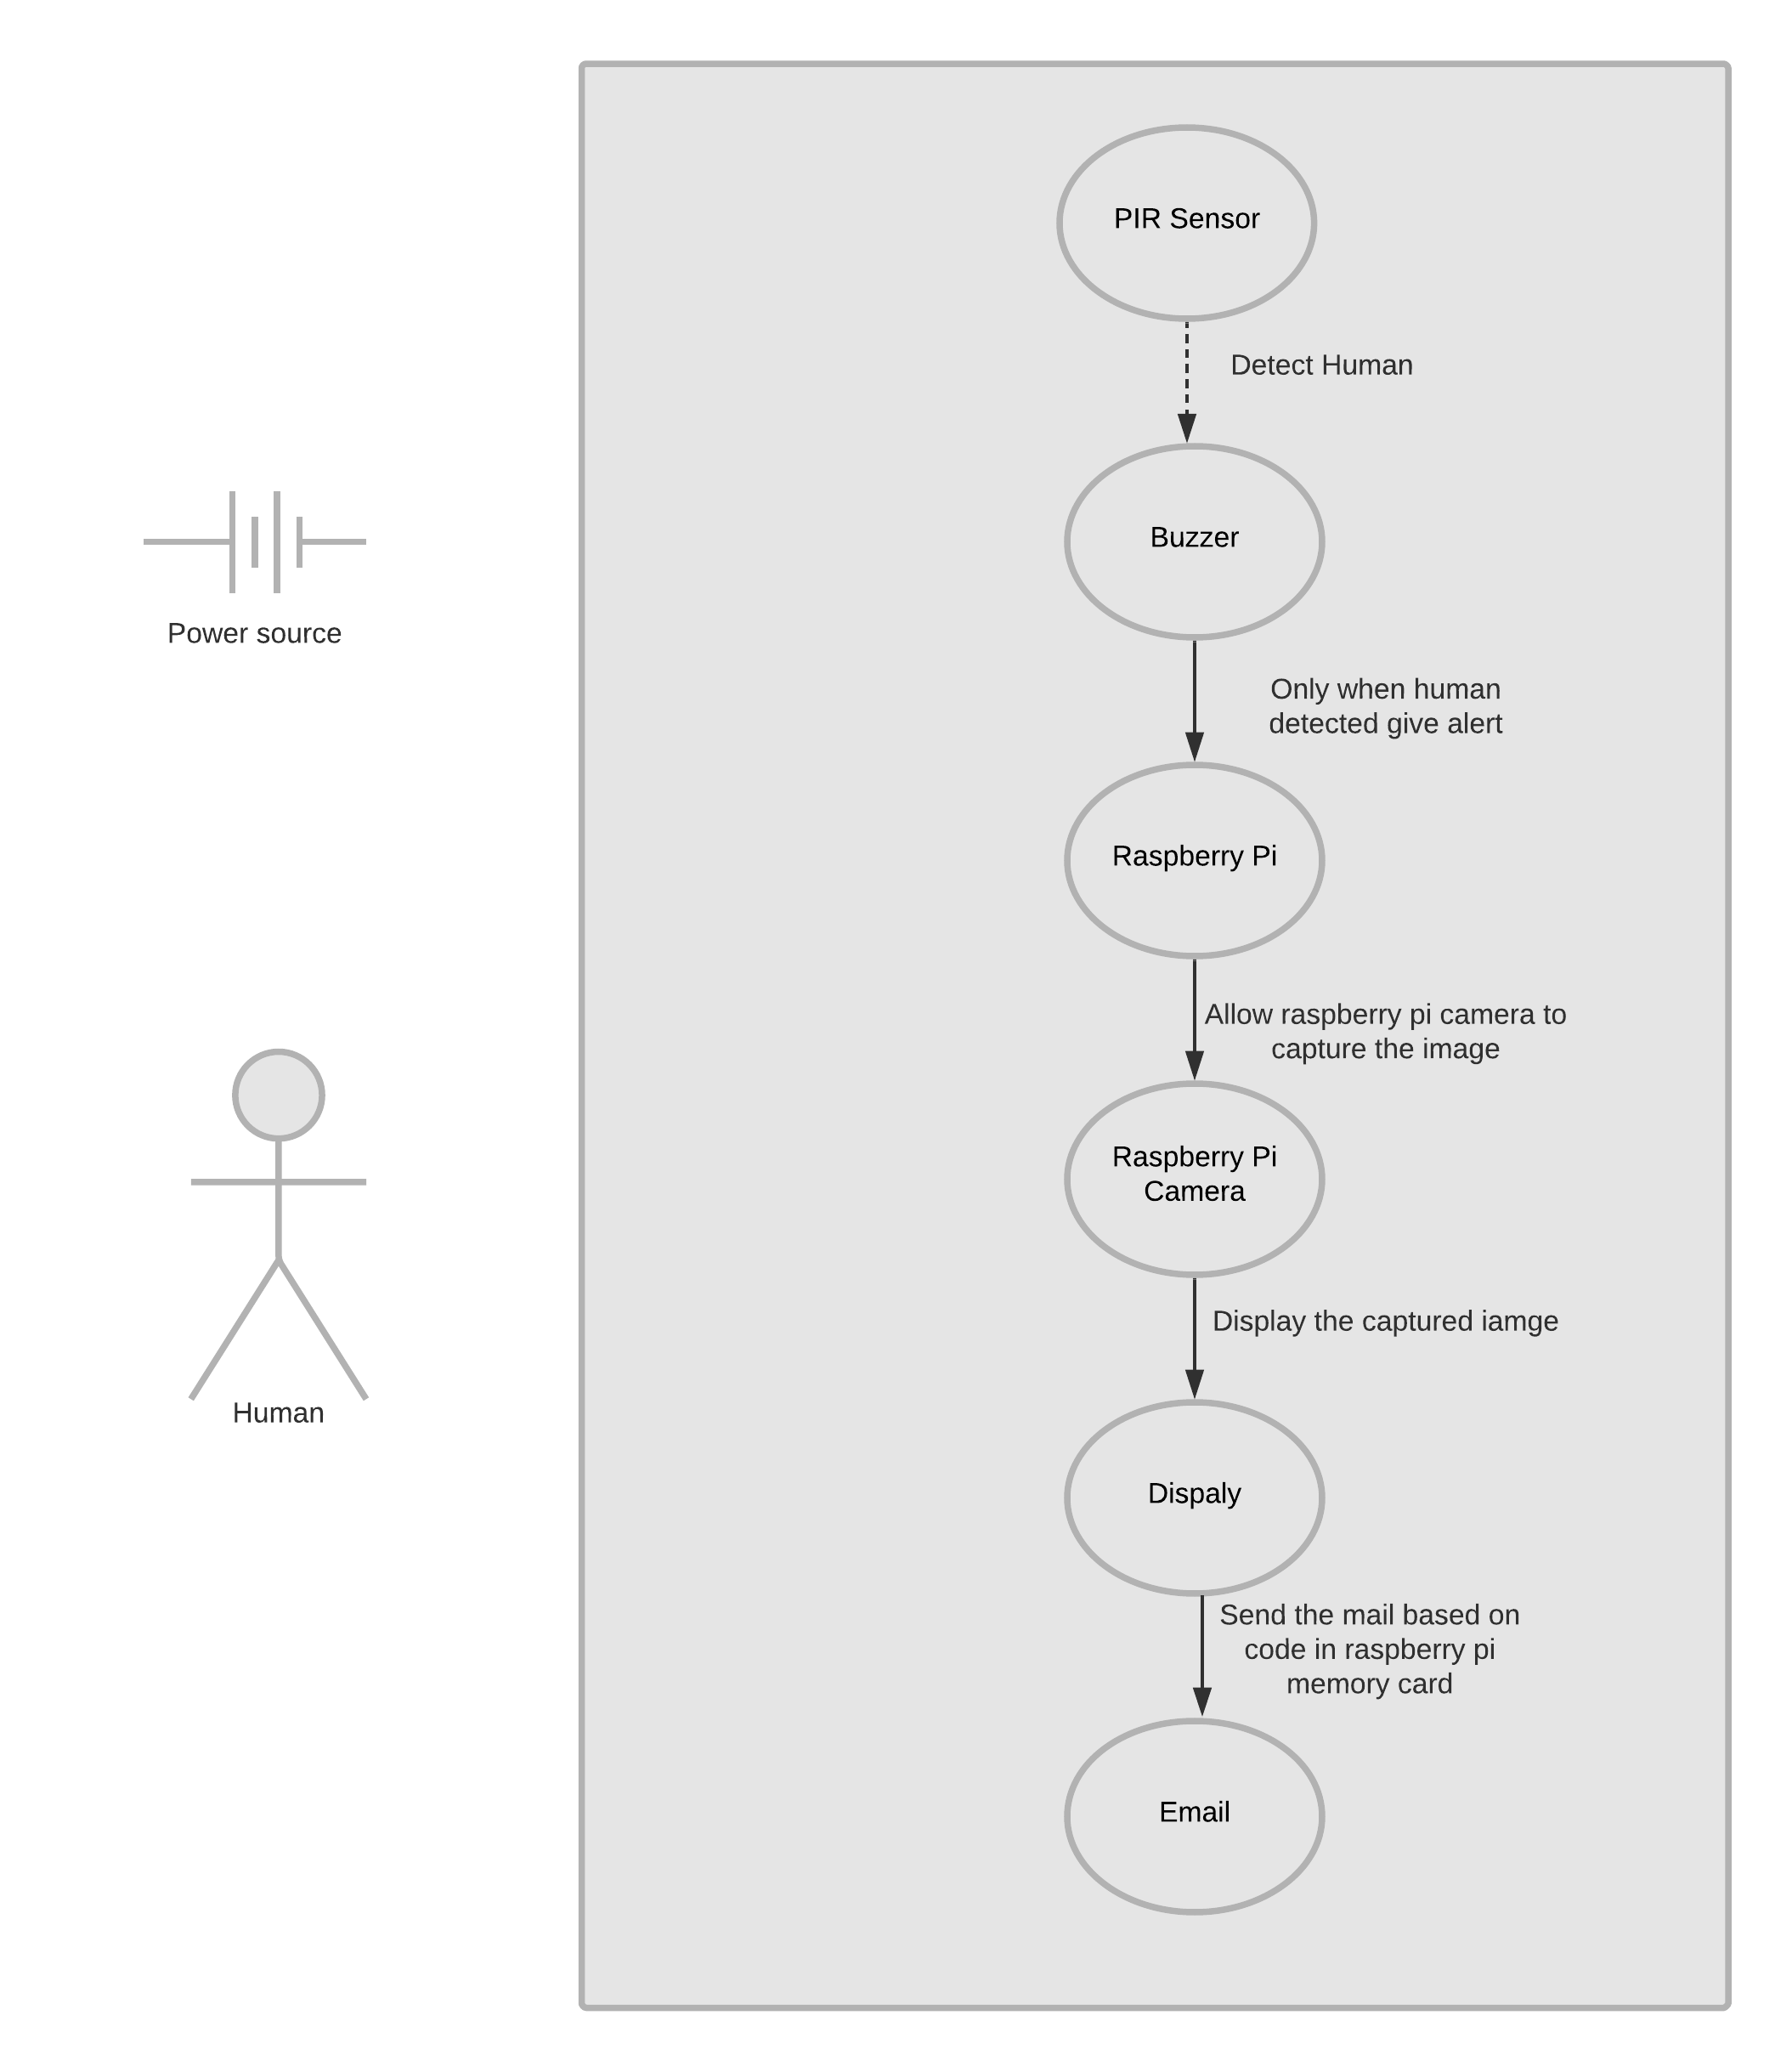 PIR Sensor
Detect Human
Buzzer
Power source
Only when human
detected give alert
Raspberry Pi
Allow raspberry pi camera to
capture the image
Raspberry Pi
Camera
Display the captured iamge
Human
Dispaly
Send the mail based on
code in raspberry pi
memory card
Email